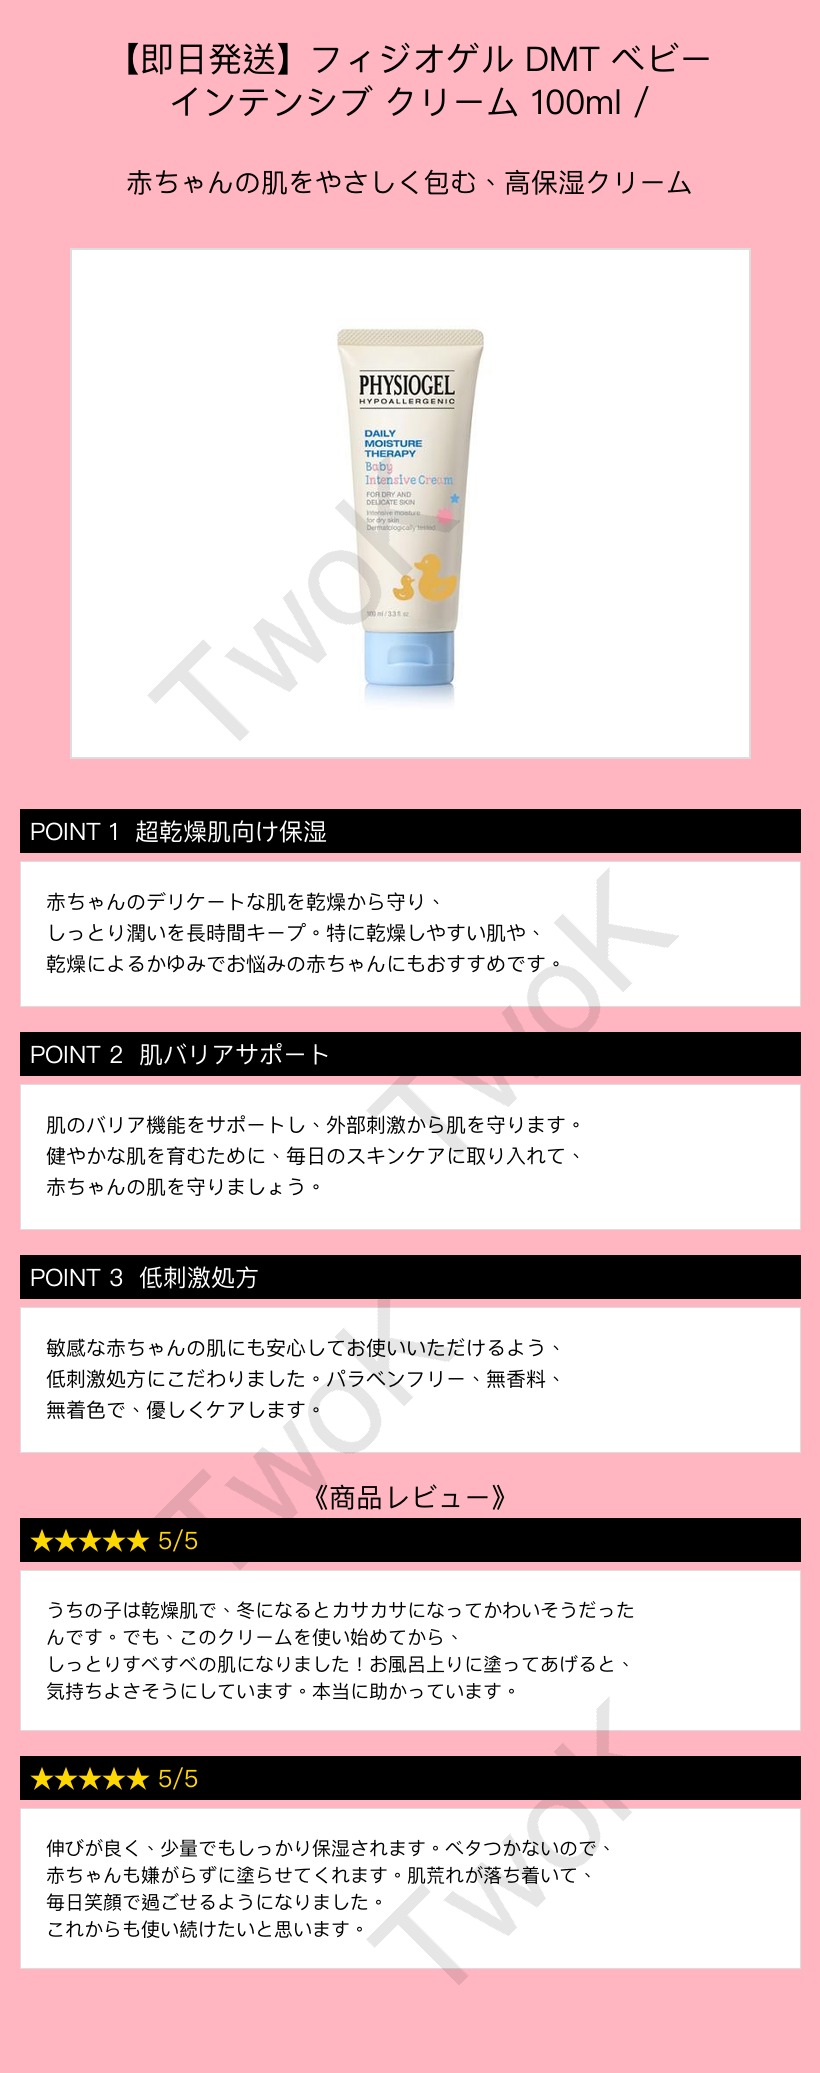 【即日発送】フィジオゲル DMT ベビー
インテンシブ クリーム 100ml /
赤ちゃんの肌をやさしく包む、高保湿クリーム
PHYSIOGEL
HYPOALLERGENIC
DAILY
MOISTURE
THERAPY
Baby
Intensive Cream
FOR DRY AND
DELICATE SKIN
Intensive moisture
for dry skin
Dermatologically tested
100 ml / 3.3 fl oz
TwoK
POINT 1 超乾燥肌向け保湿
赤ちゃんのデリケートな肌を乾燥から守り、
しっとり潤いを長時間キープ。特に乾燥しやすい肌や、
乾燥によるかゆみでお悩みの赤ちゃんにもおすすめです。
TwoK
POINT 2 肌バリアサポート
肌のバリア機能をサポートし、外部刺激から肌を守ります。
健やかな肌を育むために、毎日のスキンケアに取り入れて、
赤ちゃんの肌を守りましょう。
POINT 3 低刺激処方
敏感な赤ちゃんの肌にも安心してお使いいただけるよう、
低刺激処方にこだわりました。パラベンフリー、無香料、
無着色で、優しくケアします。
TwoK
《商品レビュー》
★★★★★ 5/5
うちの子は乾燥肌で、冬になるとカサカサになってかわいそうだった
んです。でも、このクリームを使い始めてから、
しっとりすべすべの肌になりました！お風呂上りに塗ってあげると、
気持ちよさそうにしています。本当に助かっています。
★★★★★ 5/5
伸びが良く、少量でもしっかり保湿されます。ベタつかないので、
赤ちゃんも嫌がらずに塗らせてくれます。肌荒れが落ち着いて、
毎日笑顔で過ごせるようになりました。
これからも使い続けたいと思います。
TwoK